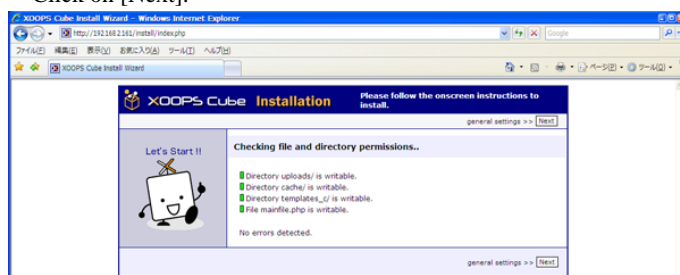 Click on [Next].
XOOPS Cube Install Wizard - Windows Internet Explorer
http://192.168.2.161/install/index.php
Google
ファイル(F) 編集(E) 表示(V) お気に入り(A) ツール(T) ヘルプ(H)
XOOPS Cube Install Wizard
ページ(P) ツール(O)
XOOPS Cube Installation
Please follow the onscreen instructions to
install.
general settings >> Next
Let's Start !!
Checking file and directory permissions..
Directory uploads/ is writable.
Directory cache/ is writable.
Directory templates_c/ is writable.
File mainfile.php is writable.
No errors detected.
general settings >> Next